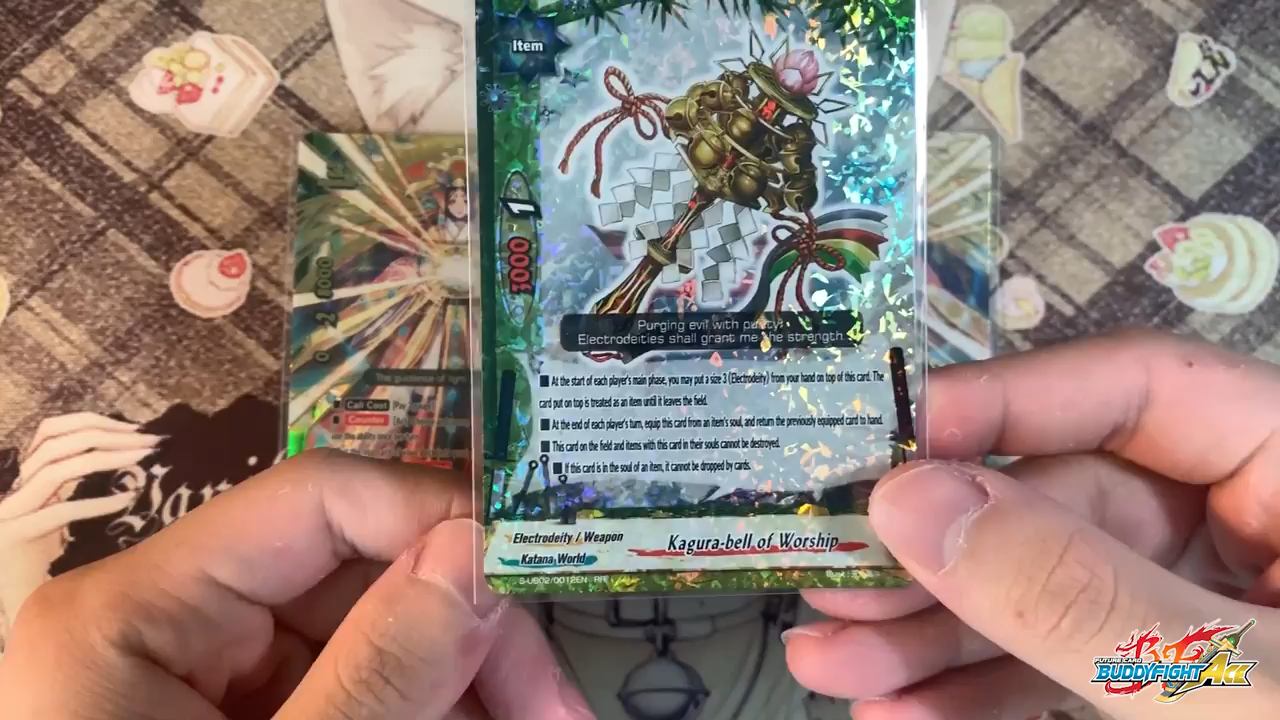 Item
1
3000
Purging evil with purity!
Electrodeities shall grant me the strength
■ At the start of each player's main phase, you may put a size 3 《Electrodeity》 from your hand on top of this card. The
card put on top is treated as an item until it leaves the field.
■ At the end of each player's turn, equip this card from an item's soul, and return the previously equipped card to hand.
■ This card on the field and items with this card in their souls cannot be destroyed.
■ If this card is in the soul of an item, it cannot be dropped by cards.
Electrodeity / Weapon
Katana World
Kagura-bell of Worship
S-UB02/0012EN RR
Call Cost
Counter
FUTURE CARD
BUDDYFIGHT
ACE